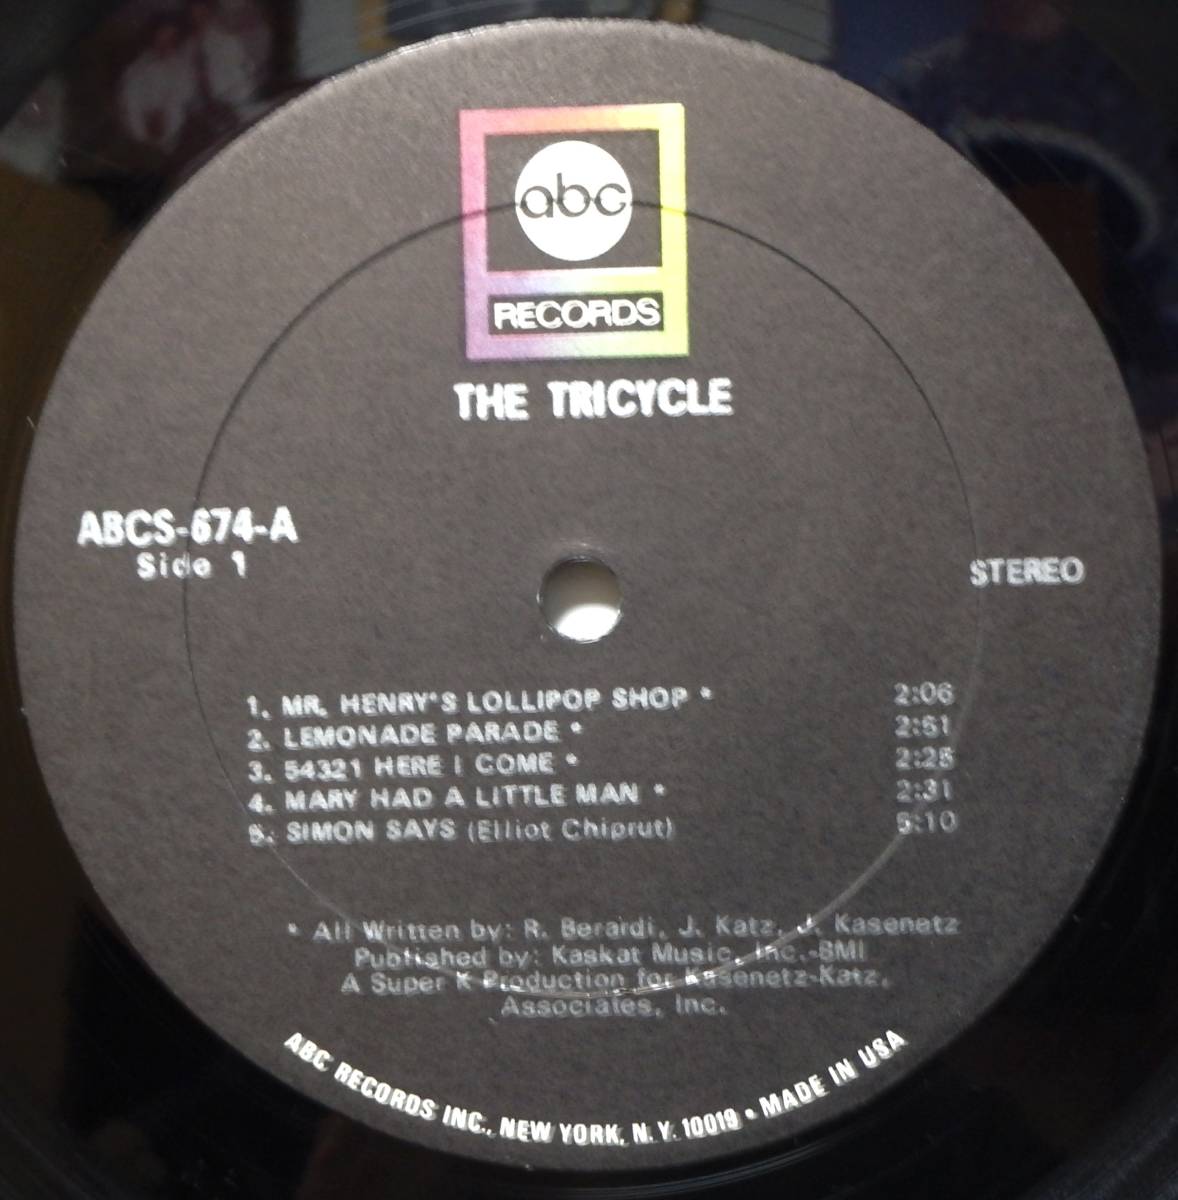 abc
RECORDS
THE TRICYCLE
ABCS-674-A
Side 1
STEREO
1. MR. HENRY'S LOLLIPOP SHOP * 2:06
2. LEMONADE PARADE * 2:51
3. 54321 HERE I COME * 2:25
4. MARY HAD A LITTLE MAN * 2:31
5. SIMON SAYS (Elliot Chiprut) 5:10
* All Written by: R. Berardi, J. Katz, J. Kasenetz
Published by: Kaskat Music, Inc.-BMI
A Super K Production for Kasenetz-Katz,
Associates, Inc.
ABC RECORDS INC., NEW YORK, N.Y. 10019 • MADE IN USA